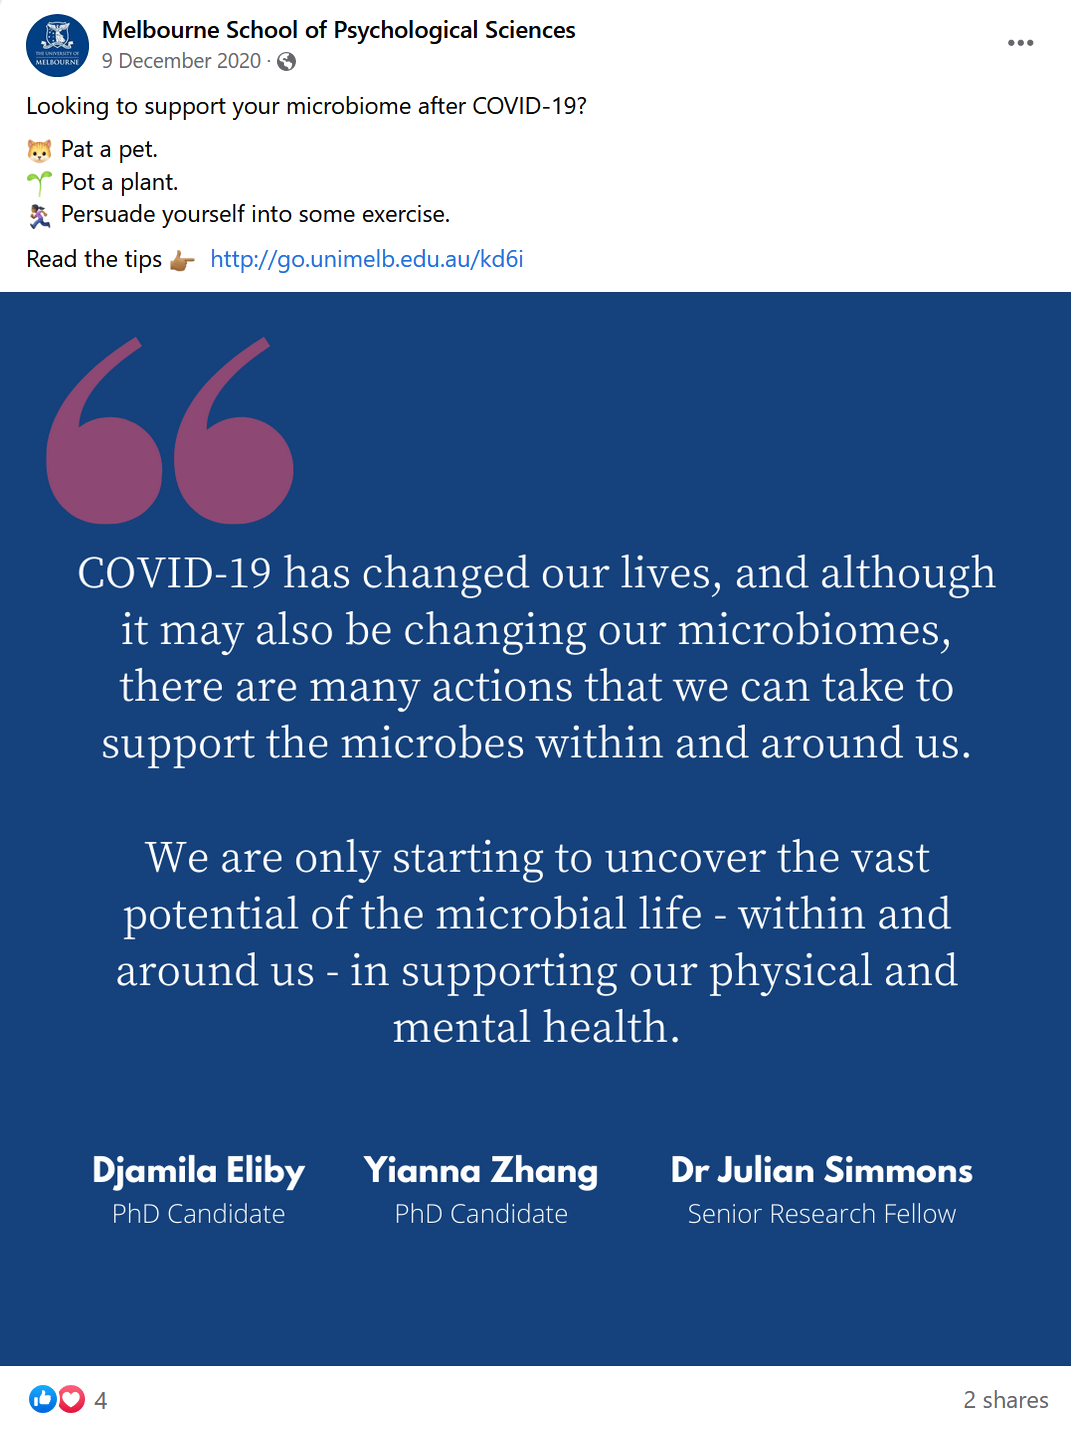 Melbourne School of Psychological Sciences
9 December 2020 ·
THE UNIVERSITY OF
MELBOURNE
Looking to support your microbiome after COVID-19?
🐱 Pat a pet.
🌱 Pot a plant.
🏃🏾‍♀️ Persuade yourself into some exercise.
Read the tips 👉🏾 http://go.unimelb.edu.au/kd6i
“
COVID-19 has changed our lives, and although
it may also be changing our microbiomes,
there are many actions that we can take to
support the microbes within and around us.
We are only starting to uncover the vast
potential of the microbial life - within and
around us - in supporting our physical and
mental health.
Djamila Eliby
PhD Candidate
Yianna Zhang
PhD Candidate
Dr Julian Simmons
Senior Research Fellow
4
2 shares